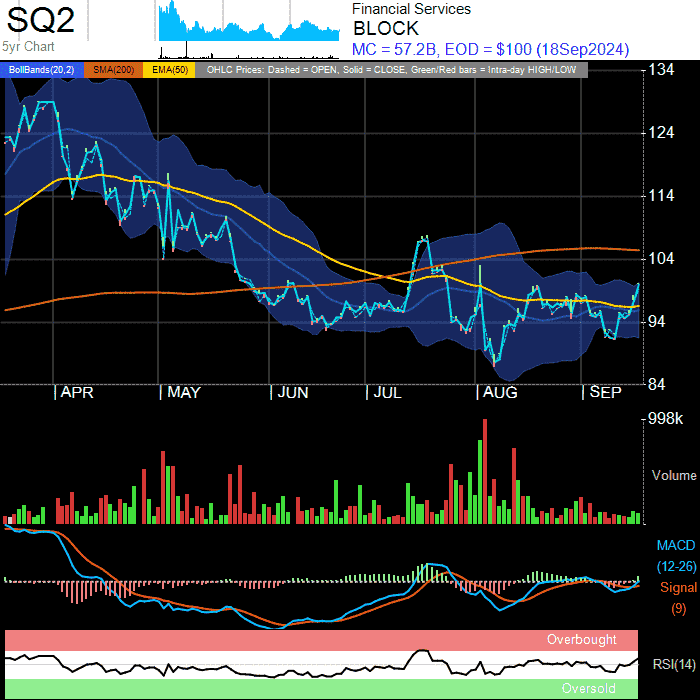 SQ2
5yr Chart
Financial Services
BLOCK
MC = 57.2B, EOD = $100 (18Sep2024)
BollBands(20,2) SMA(200) EMA(50) OHLC Prices: Dashed = OPEN, Solid = CLOSE, Green/Red bars = Intra-day HIGH/LOW
134
124
114
104
94
84
APR MAY JUN JUL AUG SEP
998k
Volume
MACD
(12-26)
Signal
(9)
Overbought
RSI(14)
Oversold